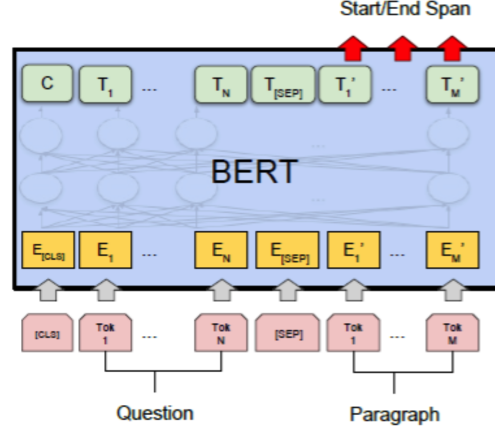 Start/End Span
C T1 ... TN T[SEP] T1' ... TM'
...
BERT
...
E[CLS] E1 ... EN E[SEP] E1' ... EM'
[CLS] Tok 1 ... Tok N [SEP] Tok 1 ... Tok M
Question Paragraph